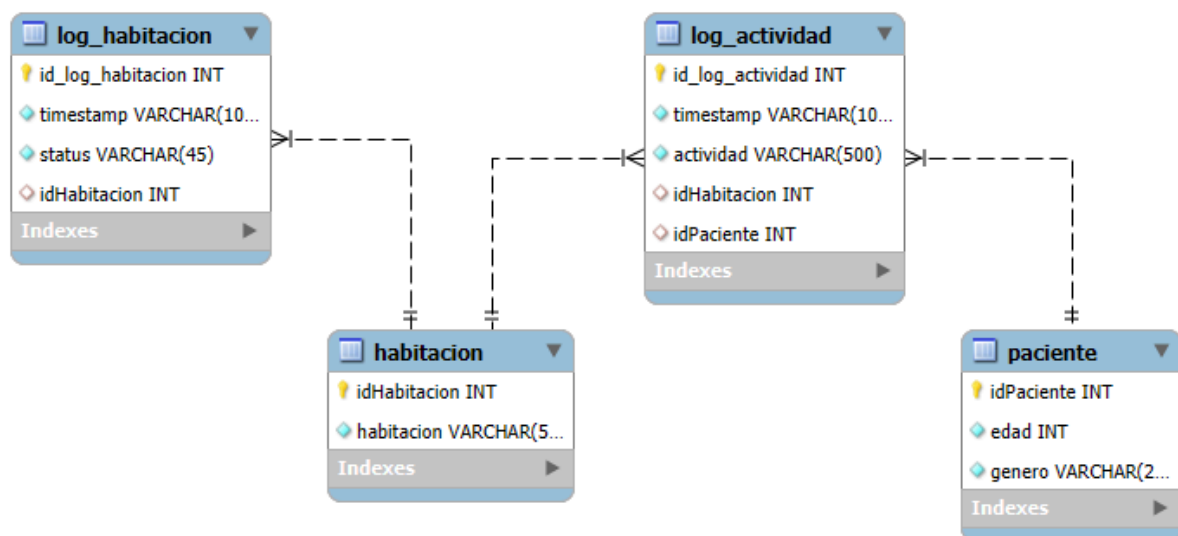 log_habitacion
id_log_habitacion INT
timestamp VARCHAR(10...
status VARCHAR(45)
idHabitacion INT
Indexes
log_actividad
id_log_actividad INT
timestamp VARCHAR(10...
actividad VARCHAR(500)
idHabitacion INT
idPaciente INT
Indexes
habitacion
idHabitacion INT
habitacion VARCHAR(5...
Indexes
paciente
idPaciente INT
edad INT
genero VARCHAR(2...
Indexes